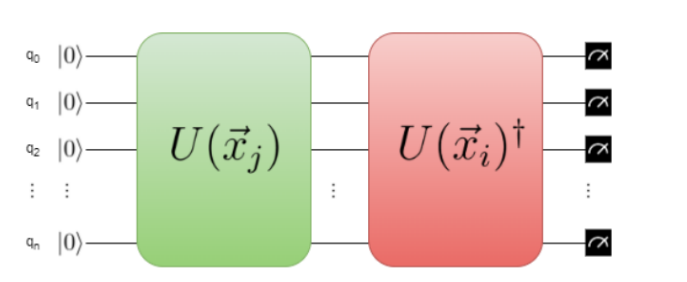 q₀ |0⟩
q₁ |0⟩
q₂ |0⟩
⋮ ⋮ ⋮ ⋮
qₙ |0⟩
U(x⃗ⱼ)
U(x⃗ᵢ)†